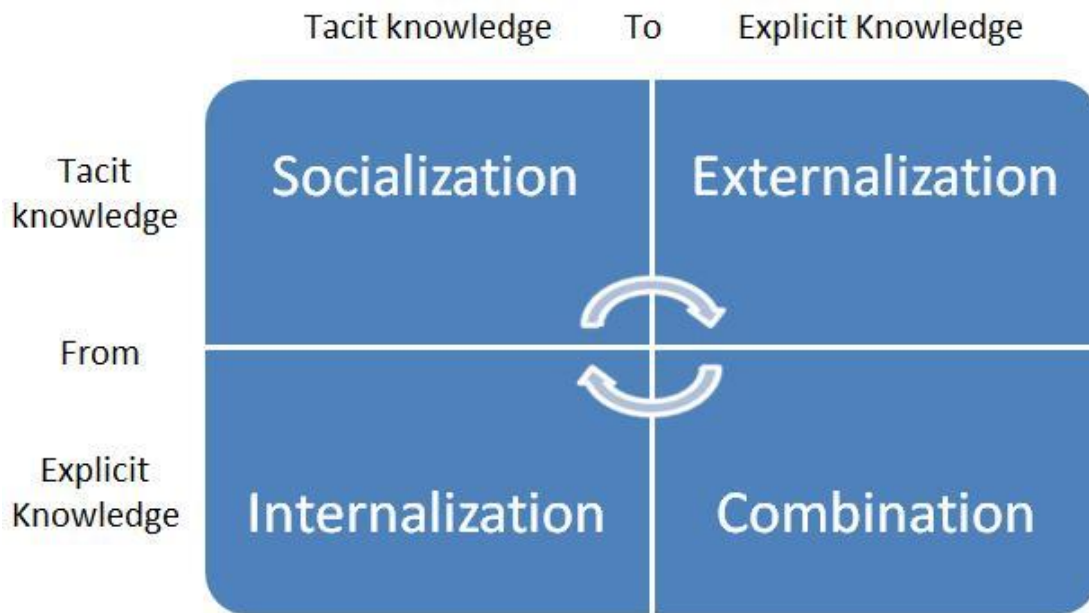 Tacit knowledge To Explicit Knowledge
Tacit
knowledge
Socialization Externalization
From
Explicit
Knowledge
Internalization Combination